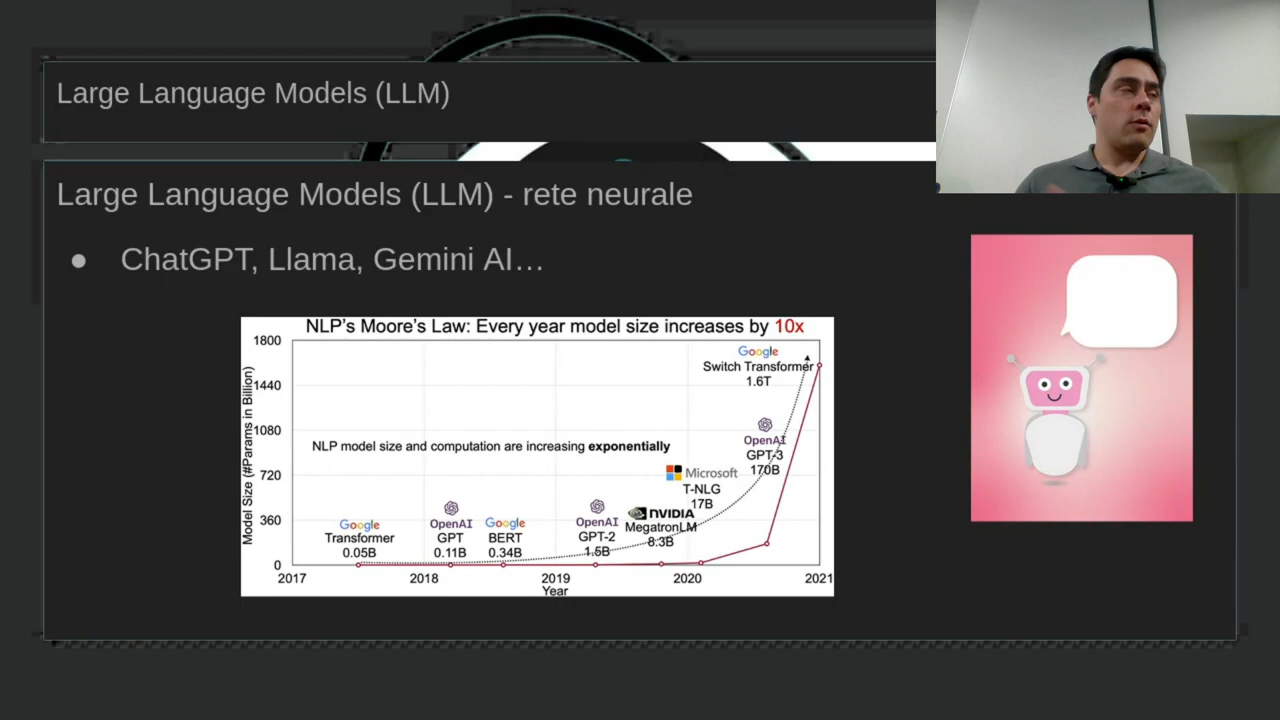 Large Language Models (LLM)
Large Language Models (LLM) - rete neurale
● ChatGPT, Llama, Gemini AI…
NLP's Moore's Law: Every year model size increases by 10x
Model Size (#Params in Billion)
1800
1440
1080
720
360
0
NLP model size and computation are increasing exponentially
Google
Transformer
0.05B
OpenAI
GPT
0.11B
Google
BERT
0.34B
OpenAI
GPT-2
1.5B
NVIDIA
MegatronLM
8.3B
Microsoft
T-NLG
17B
OpenAI
GPT-3
170B
Google
Switch Transformer
1.6T
2017 2018 2019 2020 2021
Year